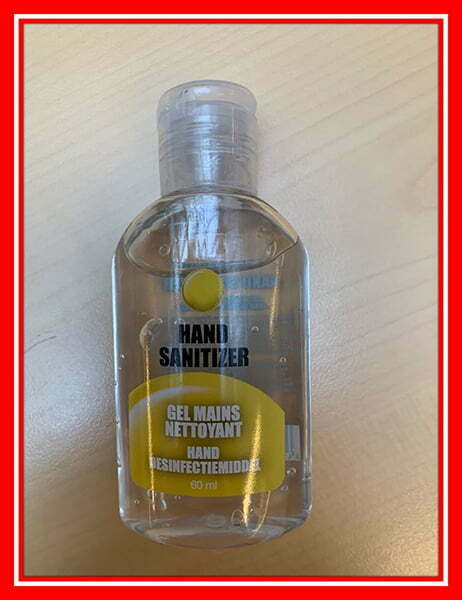 HAND
SANITIZER
GEL MAINS
NETTOYANT
HAND
DESINFECTIEMIDDEL
60 ml